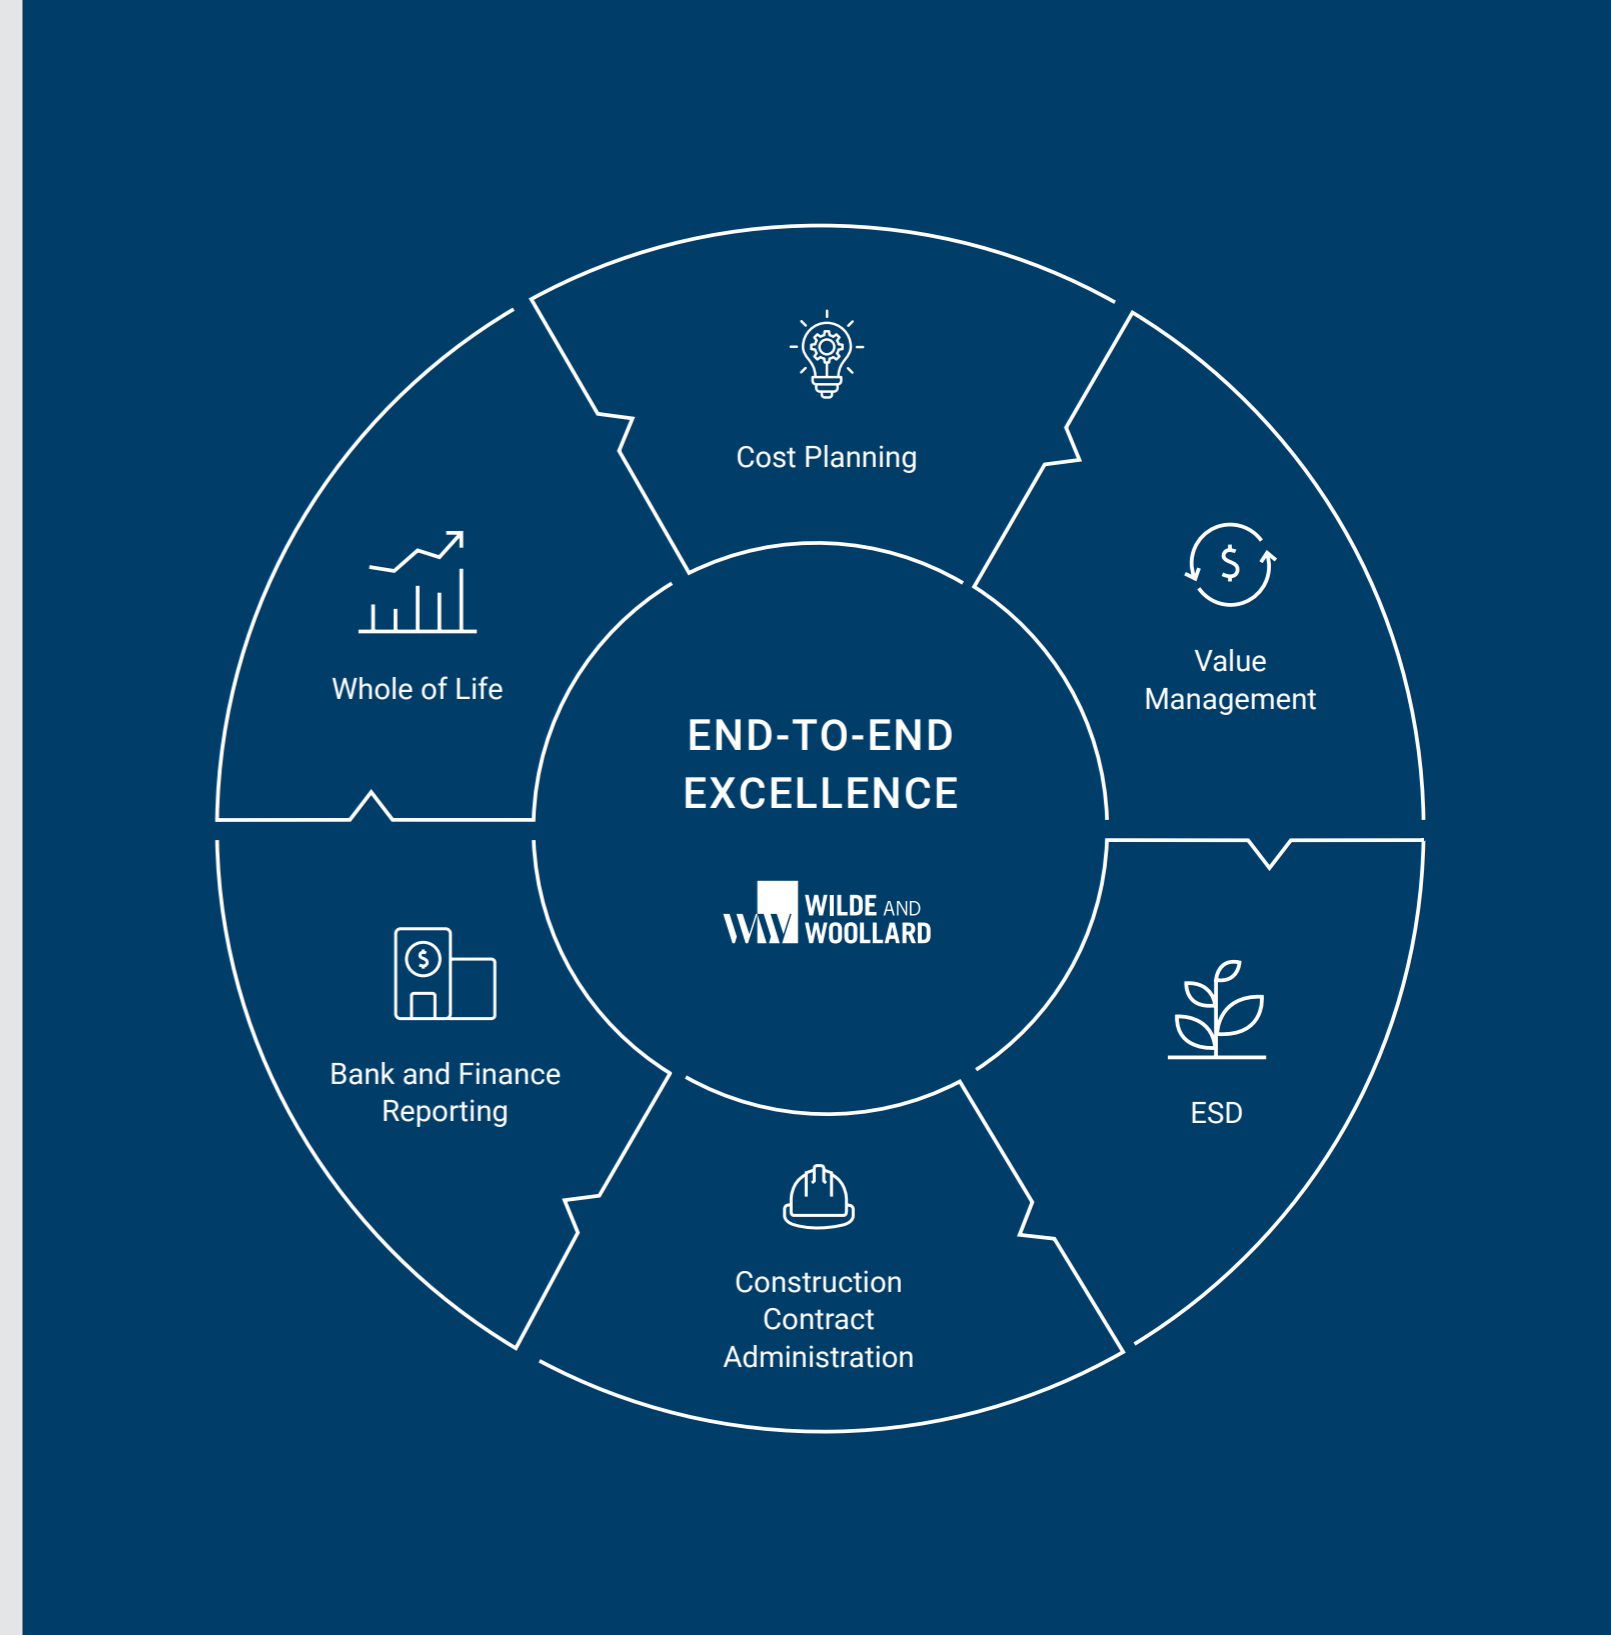 Cost Planning
Value
Management
ESD
Construction
Contract
Administration
Bank and Finance
Reporting
Whole of Life
END-TO-END
EXCELLENCE
WW
WILDE AND
WOOLLARD
$
$